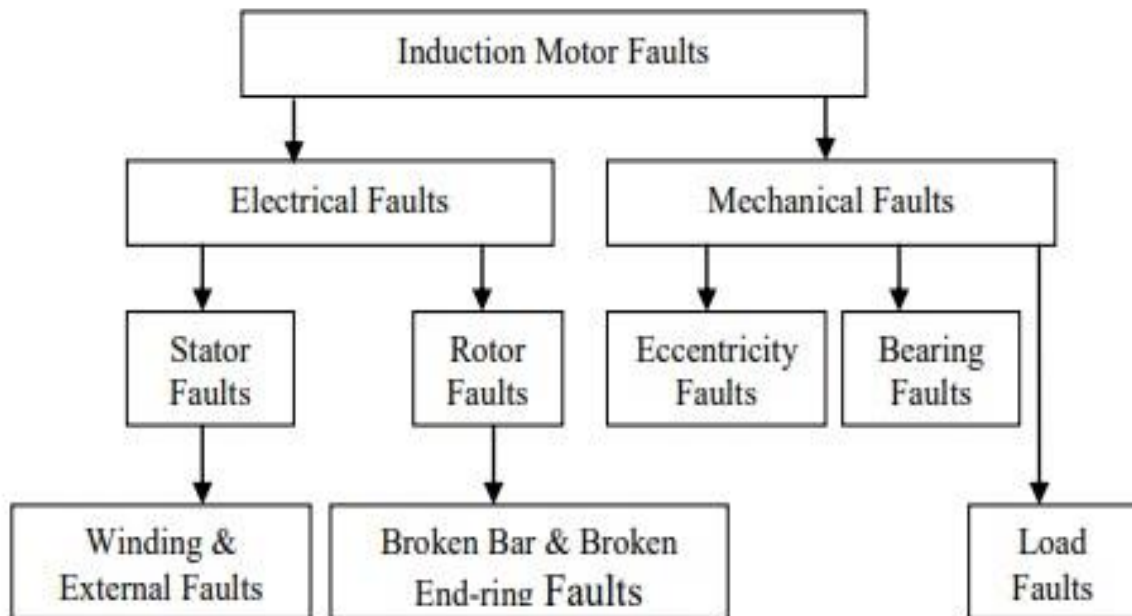 Induction Motor Faults
Electrical Faults
Mechanical Faults
Stator
Faults
Rotor
Faults
Eccentricity
Faults
Bearing
Faults
Winding &
External Faults
Broken Bar & Broken
End-ring Faults
Load
Faults